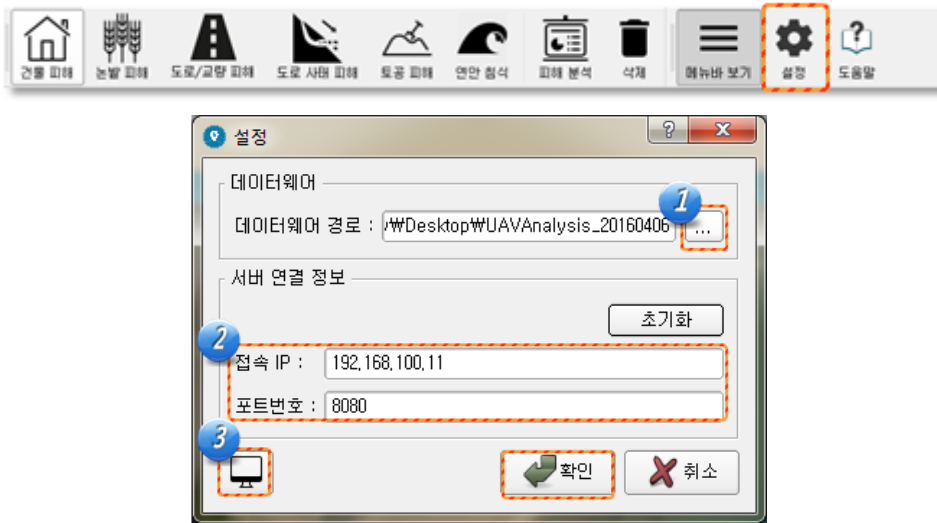 건물 피해 논밭 피해 도로/교량 피해 도로 사태 피해 토공 피해 연안 침식 피해 분석 삭제 메뉴바 보기 설정 도움말
설정
데이터웨어
1
데이터웨어 경로 : y₩Desktop₩UAVAnalysis_20160406 ...
서버 연결 정보
초기화
2
접속 IP : 192,168,100,11
포트번호 : 8080
3
확인 취소